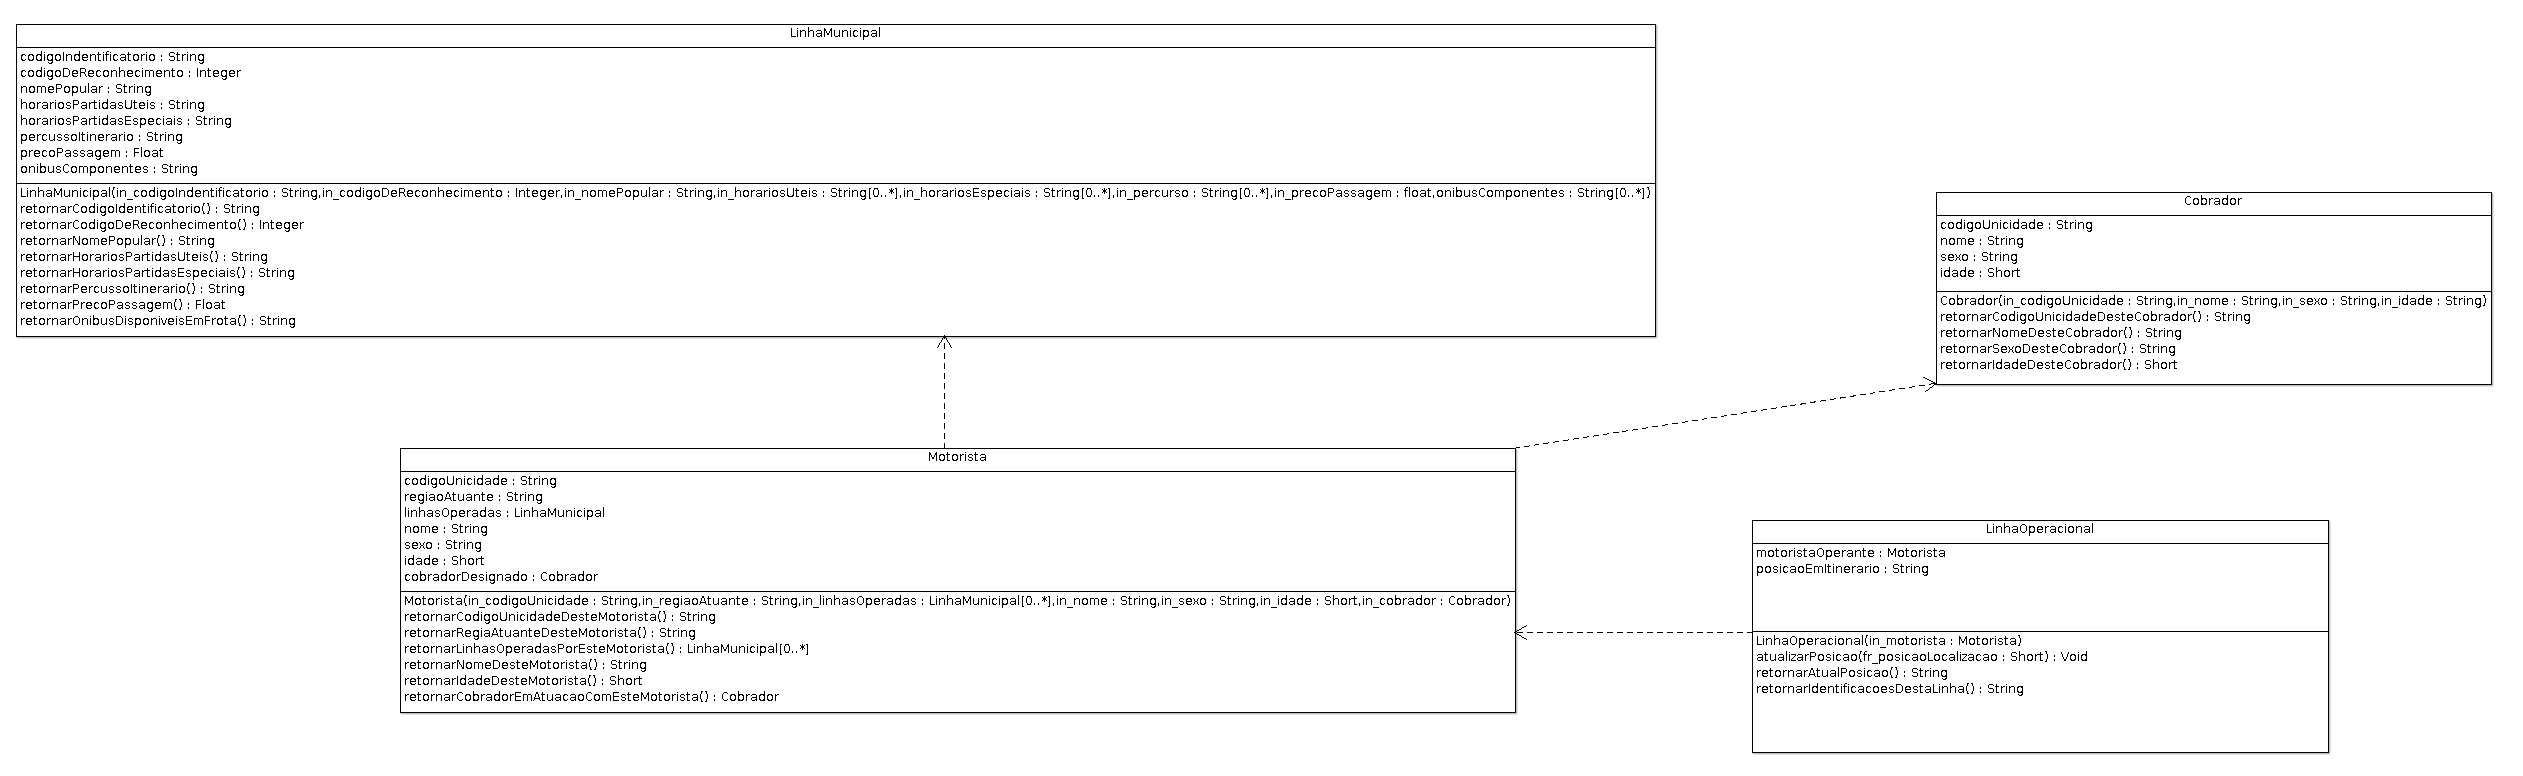 LinhaMunicipal
codigoIndentificatorio : String
codigoDeReconhecimento : Integer
nomePopular : String
horariosPartidasUteis : String
horariosPartidasEspeciais : String
percussoItinerario : String
precoPassagem : Float
onibusComponentes : String
LinhaMunicipal(in_codigoIndentificatorio : String,in_codigoDeReconhecimento : Integer,in_nomePopular : String,in_horariosUteis : String[0..*],in_horariosEspeciais : String[0..*],in_percurso : String[0..*],in_precoPassagem : float,onibusComponentes : String[0..*])
retornarCodigoIdentificatorio() : String
retornarCodigoDeReconhecimento() : Integer
retornarNomePopular() : String
retornarHorariosPartidasUteis() : String
retornarHorariosPartidasEspeciais() : String
retornarPercussoItinerario() : String
retornarPrecoPassagem() : Float
retornarOnibusDisponiveisEmFrota() : String
Cobrador
codigoUnicidade : String
nome : String
sexo : String
idade : Short
Cobrador(in_codigoUnicidade : String,in_nome : String,in_sexo : String,in_idade : String)
retornarCodigoUnicidadeDesteCobrador() : String
retornarNomeDesteCobrador() : String
retornarSexoDesteCobrador() : String
retornarIdadeDesteCobrador() : Short
Motorista
codigoUnicidade : String
regiaoAtuante : String
linhasOperadas : LinhaMunicipal
nome : String
sexo : String
idade : Short
cobradorDesignado : Cobrador
Motorista(in_codigoUnicidade : String,in_regiaoAtuante : String,in_linhasOperadas : LinhaMunicipal[0..*],in_nome : String,in_sexo : String,in_idade : Short,in_cobrador : Cobrador)
retornarCodigoUnicidadeDesteMotorista() : String
retornarRegiaAtuanteDesteMotorista() : String
retornarLinhasOperadasPorEsteMotorista() : LinhaMunicipal[0..*]
retornarNomeDesteMotorista() : String
retornarIdadeDesteMotorista() : Short
retornarCobradorEmAtuacaoComEsteMotorista() : Cobrador
LinhaOperacional
motoristaOperante : Motorista
posicaoEmItinerario : String
LinhaOperacional(in_motorista : Motorista)
atualizarPosicao(fr_posicaoLocalizacao : Short) : Void
retornarAtualPosicao() : String
retornarIdentificacoesDestaLinha() : String